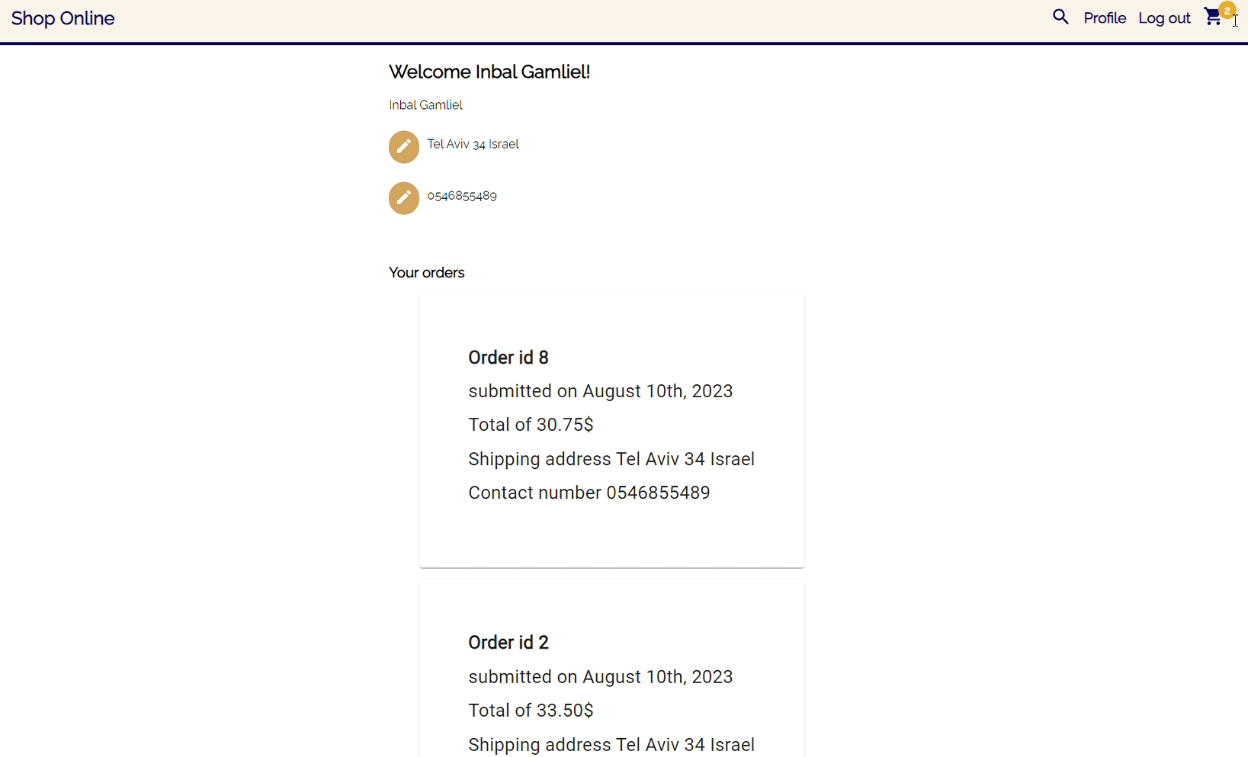 Shop Online
Profile Log out 2
Welcome Inbal Gamliel!
Inbal Gamliel
Tel Aviv 34 Israel
0546855489
Your orders
Order id 8
submitted on August 10th, 2023
Total of 30.75$
Shipping address Tel Aviv 34 Israel
Contact number 0546855489
Order id 2
submitted on August 10th, 2023
Total of 33.50$
Shipping address Tel Aviv 34 Israel